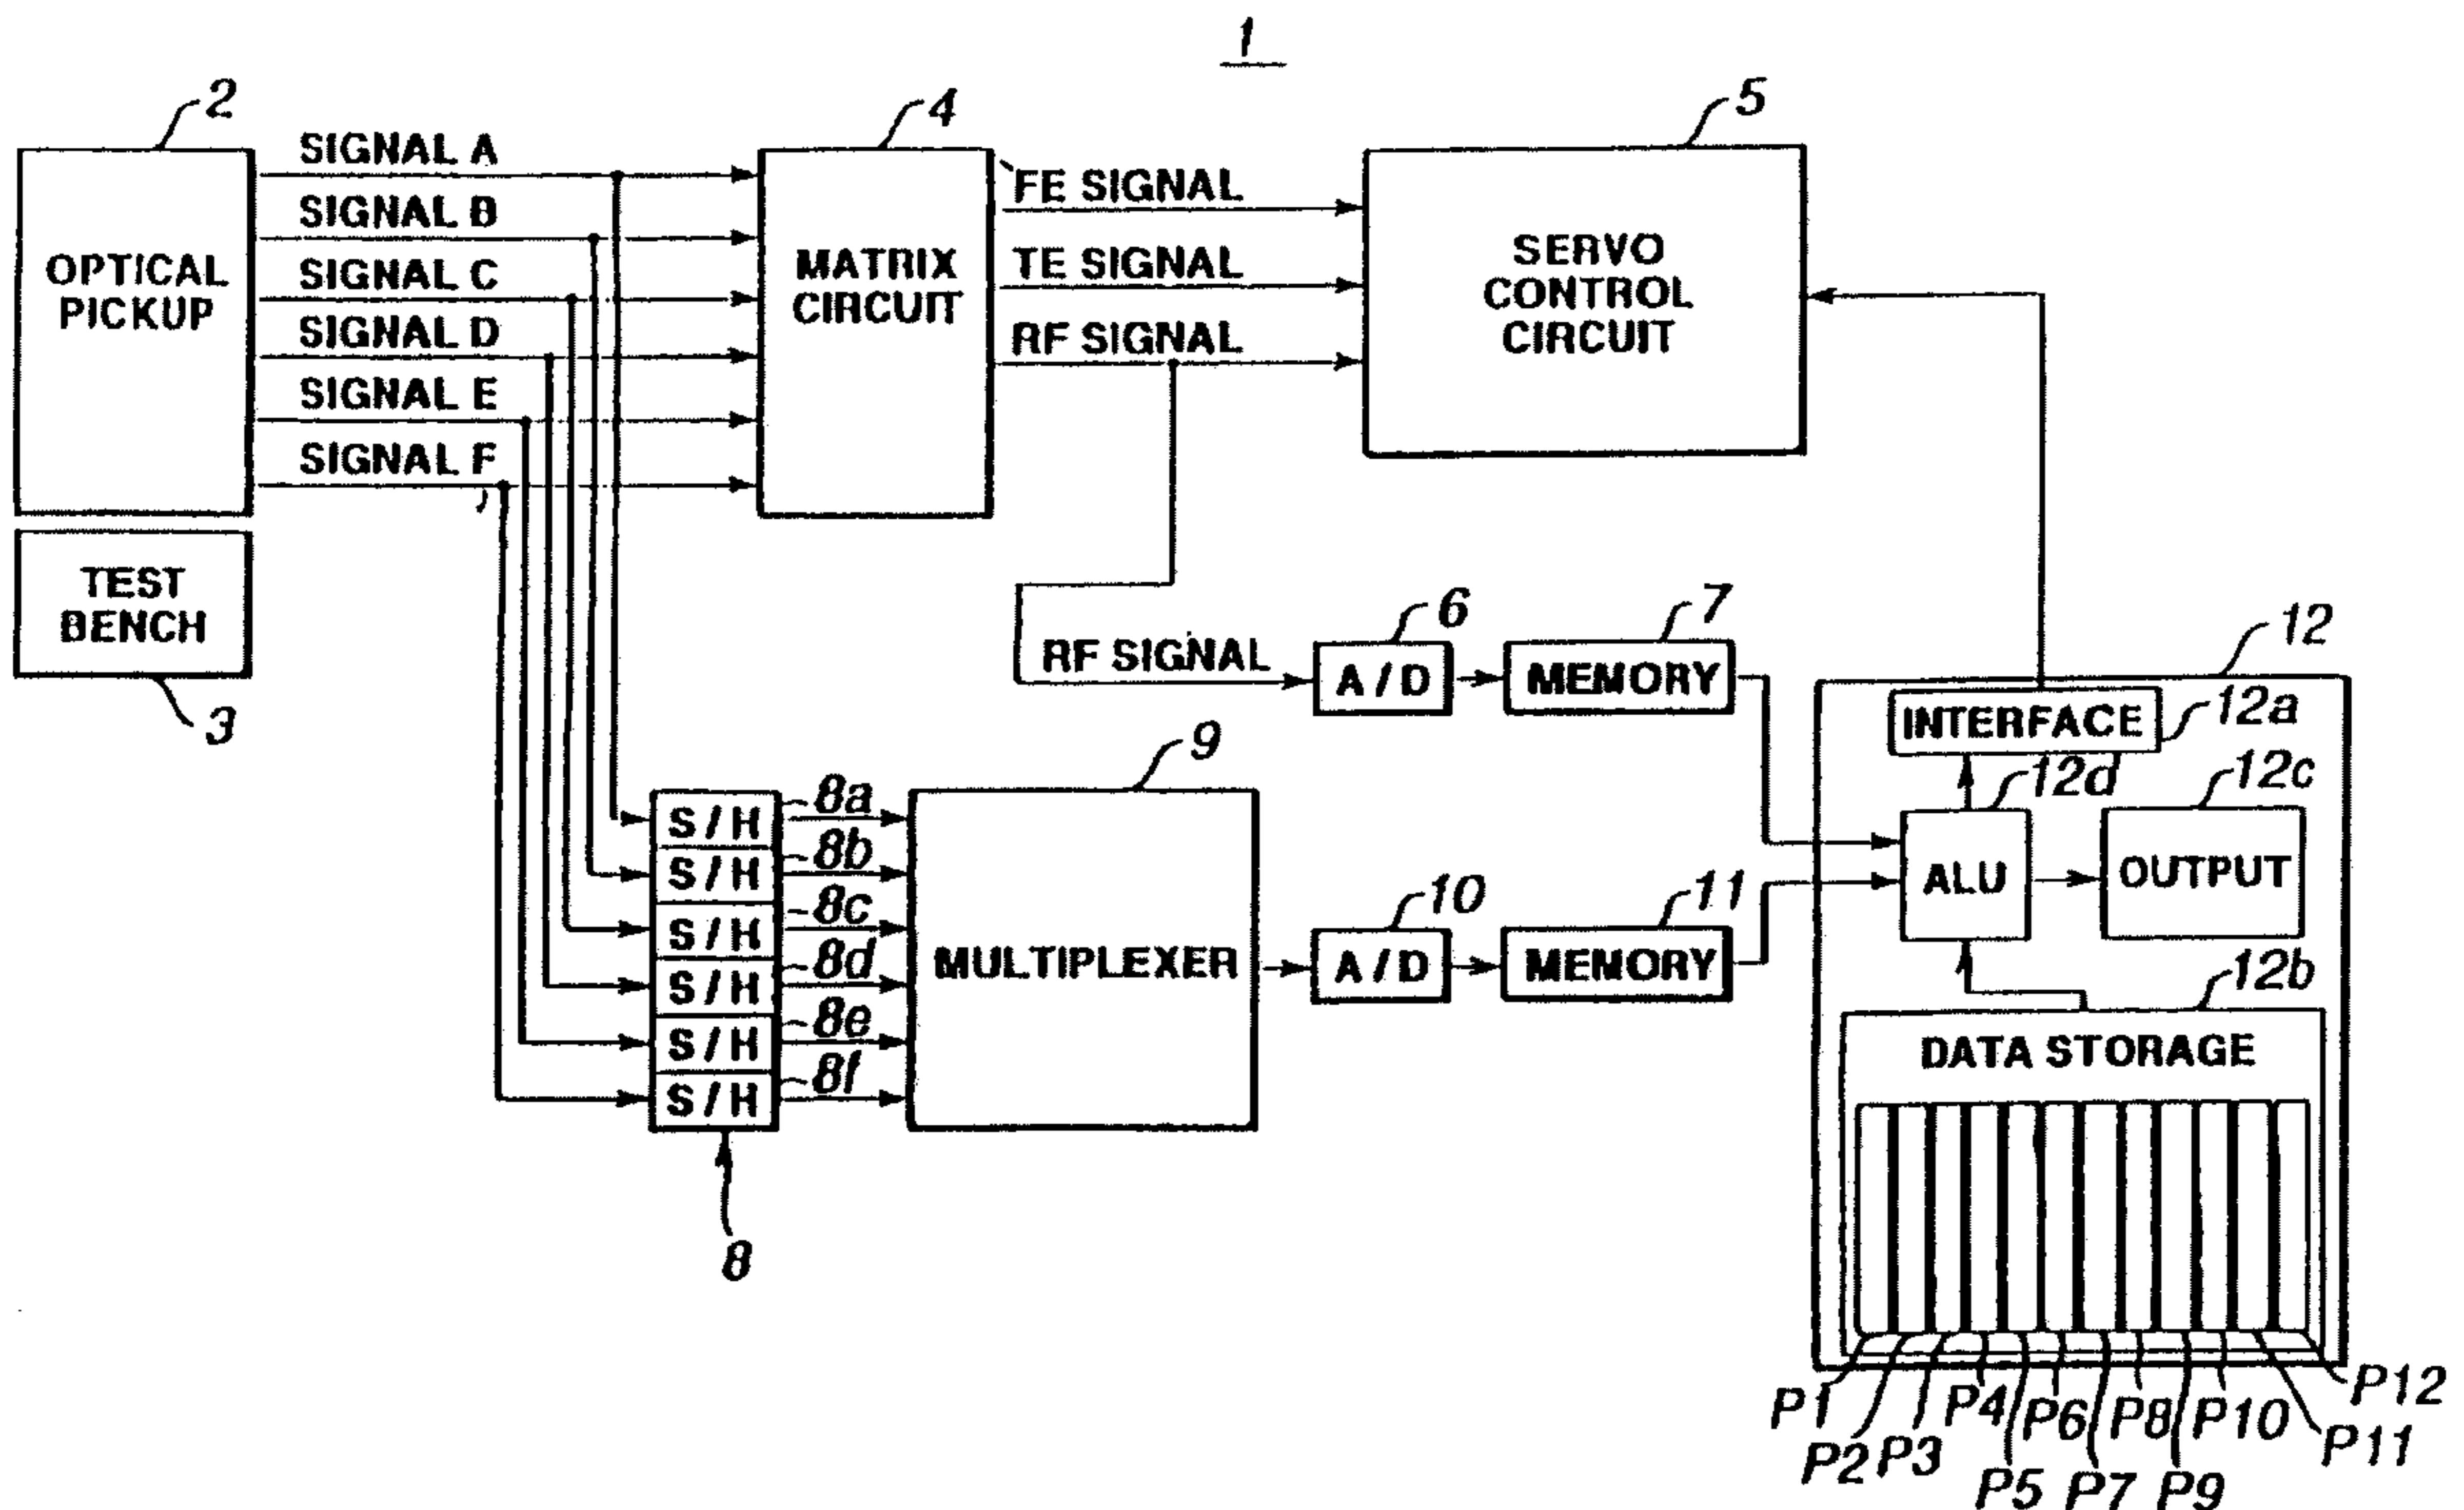 1
2
OPTICAL
PICKUP
TEST
BENCH
3
SIGNAL A
SIGNAL B
SIGNAL C
SIGNAL D
SIGNAL E
SIGNAL F
4
MATRIX
CIRCUIT
FE SIGNAL
TE SIGNAL
RF SIGNAL
5
SERVO
CONTROL
CIRCUIT
RF SIGNAL
6
A/D
7
MEMORY
S/H
8a
S/H
8b
S/H
8c
S/H
8d
S/H
8e
S/H
8f
8
9
MULTIPLEXER
10
A/D
11
MEMORY
12
INTERFACE
12a
12d
ALU
12c
OUTPUT
12b
DATA STORAGE
P1
P2
P3
P4
P5
P6
P7
P8
P9
P10
P11
P12